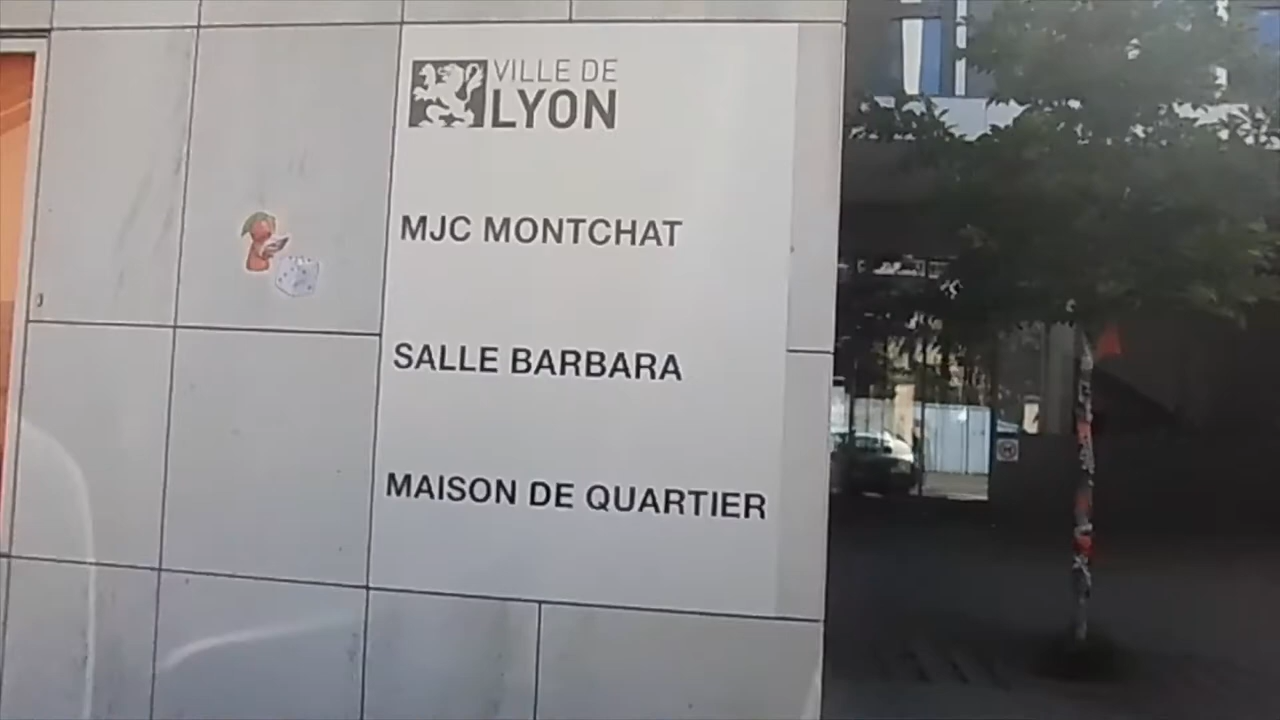 VILLE DE
LYON
MJC MONTCHAT
SALLE BARBARA
MAISON DE QUARTIER